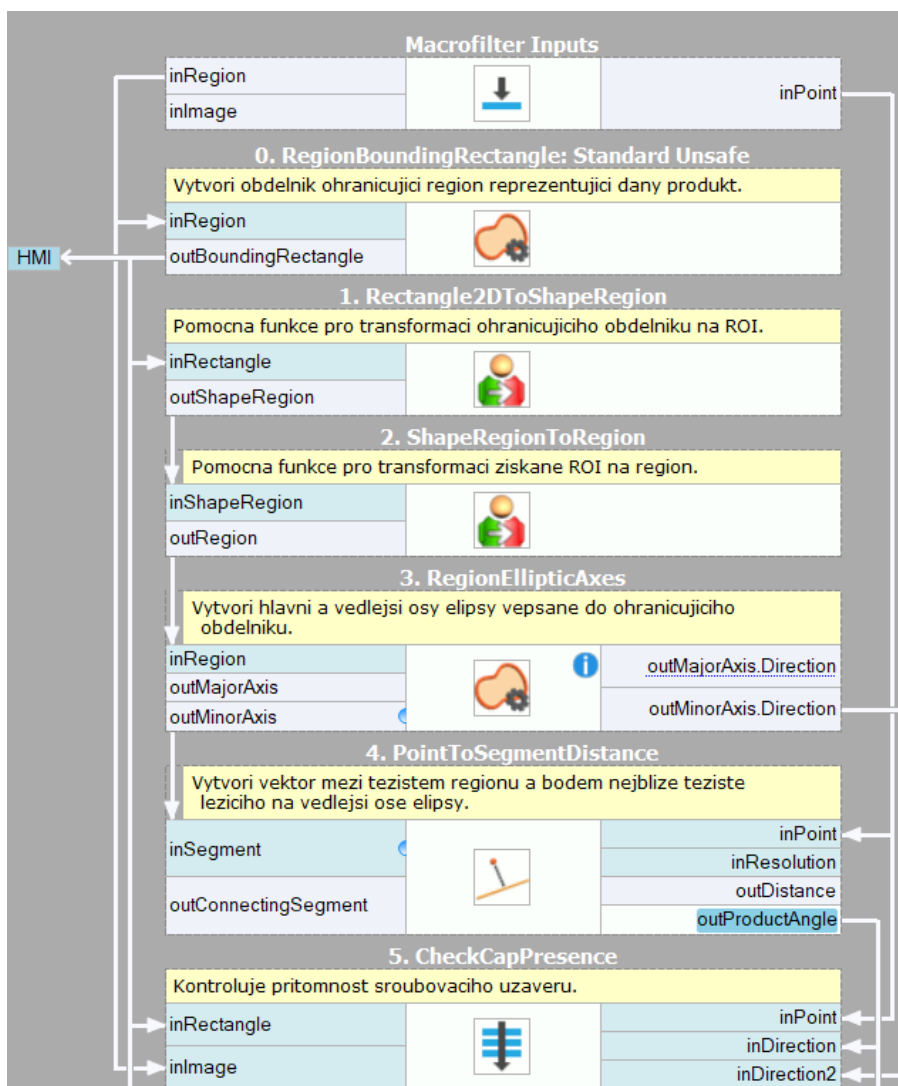 Macrofilter Inputs
inRegion
inImage
inPoint
0. RegionBoundingRectangle: Standard Unsafe
Vytvori obdelnik ohranicujici region reprezentujici dany produkt.
inRegion
HMI
outBoundingRectangle
1. Rectangle2DToShapeRegion
Pomocna funkce pro transformaci ohranicujiciho obdelniku na ROI.
inRectangle
outShapeRegion
2. ShapeRegionToRegion
Pomocna funkce pro transformaci ziskane ROI na region.
inShapeRegion
outRegion
3. RegionEllipticAxes
Vytvori hlavni a vedlejsi osy elipsy vepsane do ohranicujiciho
obdelniku.
inRegion
outMajorAxis
outMinorAxis
i
outMajorAxis.Direction
outMinorAxis.Direction
4. PointToSegmentDistance
Vytvori vektor mezi tezistem regionu a bodem nejblize teziste
leziciho na vedlejsi ose elipsy.
inSegment
outConnectingSegment
inPoint
inResolution
outDistance
outProductAngle
5. CheckCapPresence
Kontroluje pritomnost sroubovaciho uzaveru.
inRectangle
inImage
inPoint
inDirection
inDirection2